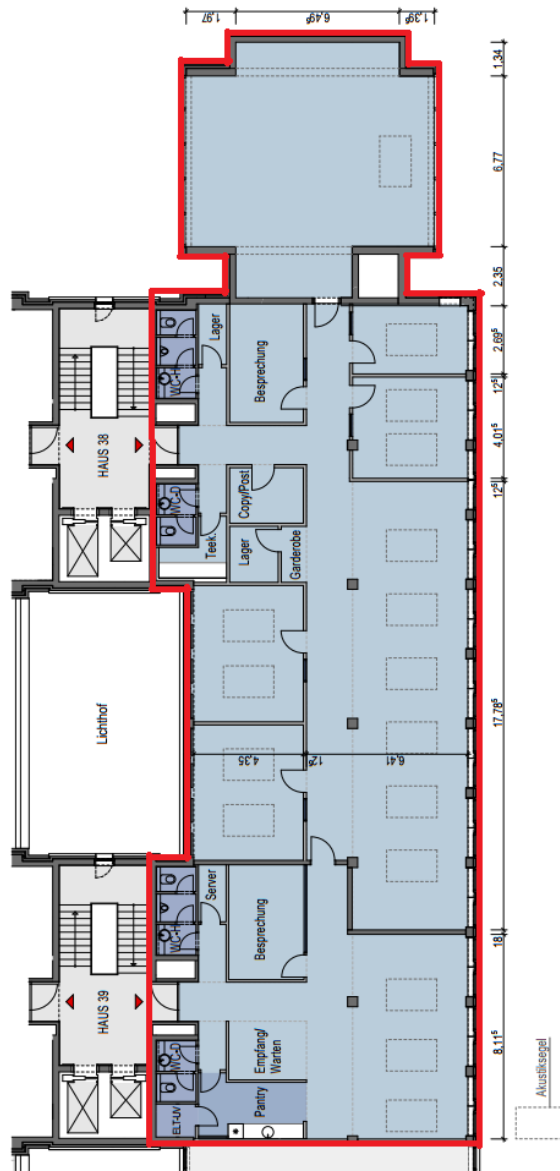 1,97
6,49⁵
1,39⁵
1,34
6,77
2,35
2,69⁵
12⁵
4,01⁵
12⁵
17,78⁵
18
8,11⁵
HAUS 38
WC-H
Lager
Besprechung
WC-D
Teek.
Copy/Post
Lager
Garderobe
Lichthof
4,35
12⁵
6,41
HAUS 39
WC-H
Server
Besprechung
WC-D
ELT-UV
Pantry
Empfang/
Warten
Akustiksegel